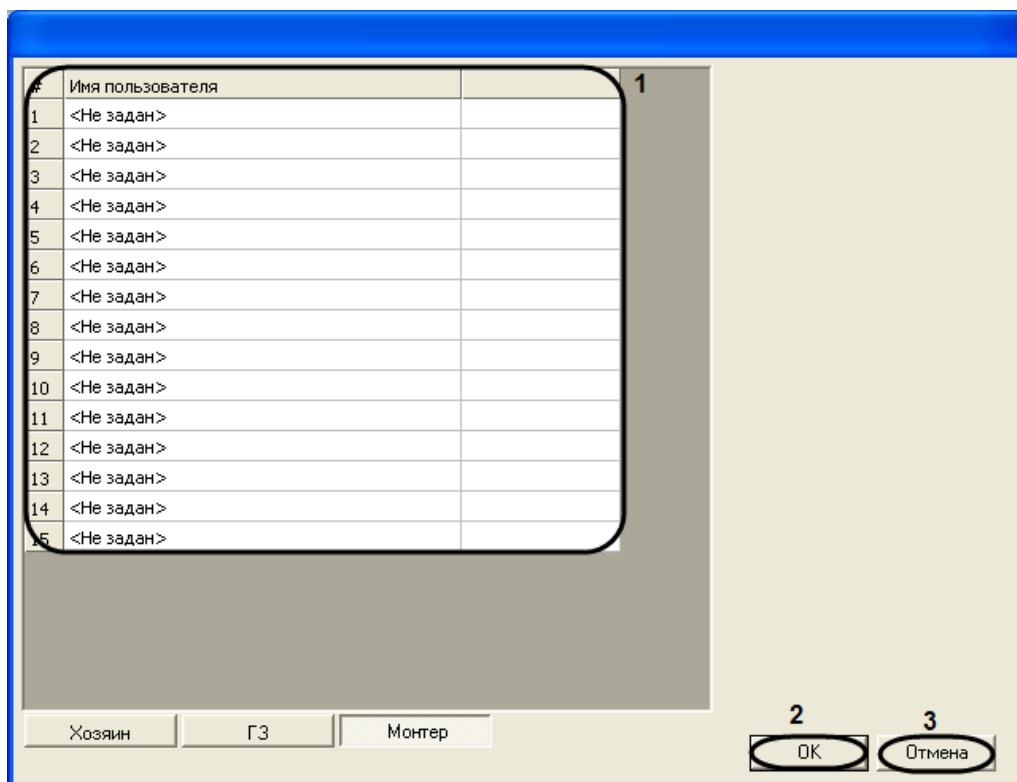 # Имя пользователя 1
1 <Не задан>
2 <Не задан>
3 <Не задан>
4 <Не задан>
5 <Не задан>
6 <Не задан>
7 <Не задан>
8 <Не задан>
9 <Не задан>
10 <Не задан>
11 <Не задан>
12 <Не задан>
13 <Не задан>
14 <Не задан>
15 <Не задан>
2 3
Хозяин ГЗ Монтер OK Отмена